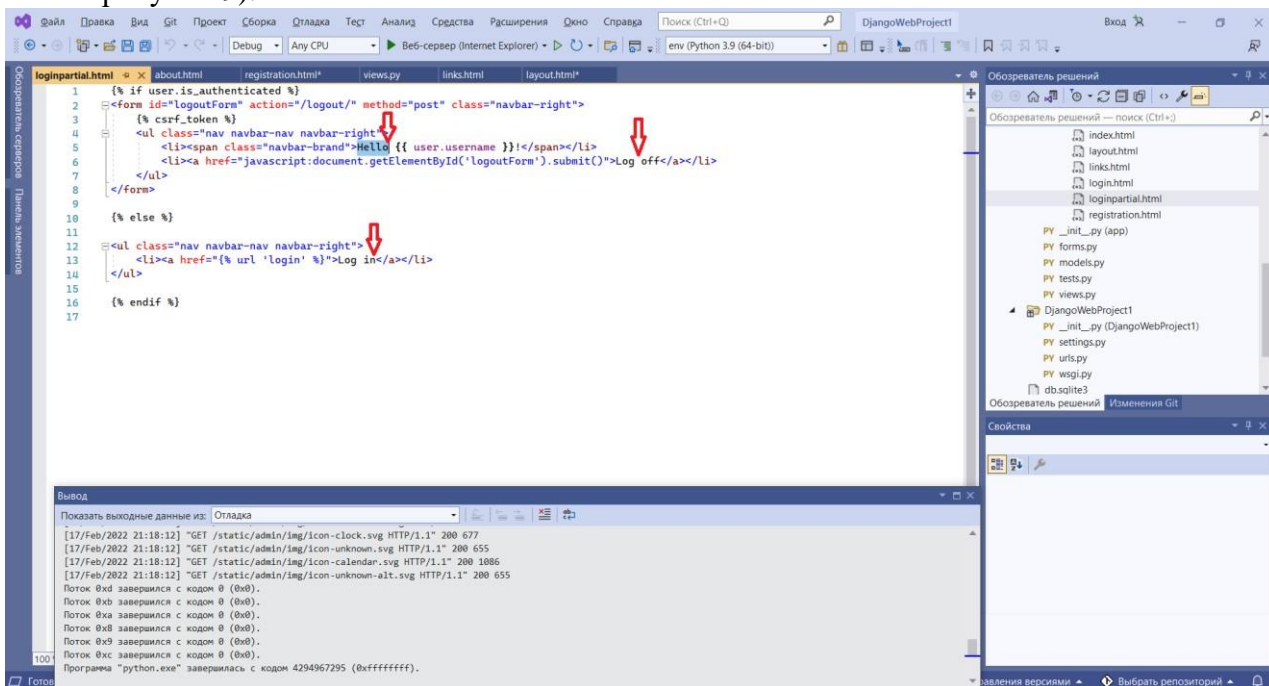 Файл Правка Вид Git Проект Сборка Отладка Тест Анализ Средства Расширения Окно Справка Поиск (Ctrl+Q) DjangoWebProject1 Вход
Debug Any CPU Веб-сервер (Internet Explorer) env (Python 3.9 (64-bit))
Обозреватель серверов
Панель элементов
loginpartial.html about.html registration.html* views.py links.html layout.html*
1 {% if user.is_authenticated %}
2 <form id="logoutForm" action="/logout/" method="post" class="navbar-right">
3 {% csrf_token %}
4 <ul class="nav navbar-nav navbar-right">
5 <li><span class="navbar-brand">Hello {{ user.username }}!</span></li>
6 <li><a href="javascript:document.getElementById('logoutForm').submit()">Log off</a></li>
7 </ul>
8 </form>
9
10 {% else %}
11
12 <ul class="nav navbar-nav navbar-right">
13 <li><a href="{% url 'login' %}">Log in</a></li>
14 </ul>
15
16 {% endif %}
17
100
Обозреватель решений
Обозреватель решений — поиск (Ctrl+;)
index.html
layout.html
links.html
login.html
loginpartial.html
registration.html
PY __init__.py (app)
PY forms.py
PY models.py
PY tests.py
PY views.py
DjangoWebProject1
PY __init__.py (DjangoWebProject1)
PY settings.py
PY urls.py
PY wsgi.py
db.sqlite3
Обозреватель решений Изменения Git
Свойства
Вывод
Показать выходные данные из: Отладка
[17/Feb/2022 21:18:12] "GET /static/admin/img/icon-clock.svg HTTP/1.1" 200 677
[17/Feb/2022 21:18:12] "GET /static/admin/img/icon-unknown.svg HTTP/1.1" 200 655
[17/Feb/2022 21:18:12] "GET /static/admin/img/icon-calendar.svg HTTP/1.1" 200 1086
[17/Feb/2022 21:18:12] "GET /static/admin/img/icon-unknown-alt.svg HTTP/1.1" 200 655
Поток 0xd завершился с кодом 0 (0x0).
Поток 0xb завершился с кодом 0 (0x0).
Поток 0xa завершился с кодом 0 (0x0).
Поток 0x8 завершился с кодом 0 (0x0).
Поток 0x9 завершился с кодом 0 (0x0).
Поток 0xc завершился с кодом 0 (0x0).
Программа "python.exe" завершилась с кодом 4294967295 (0xffffffff).
версиями Выбрать репозиторий